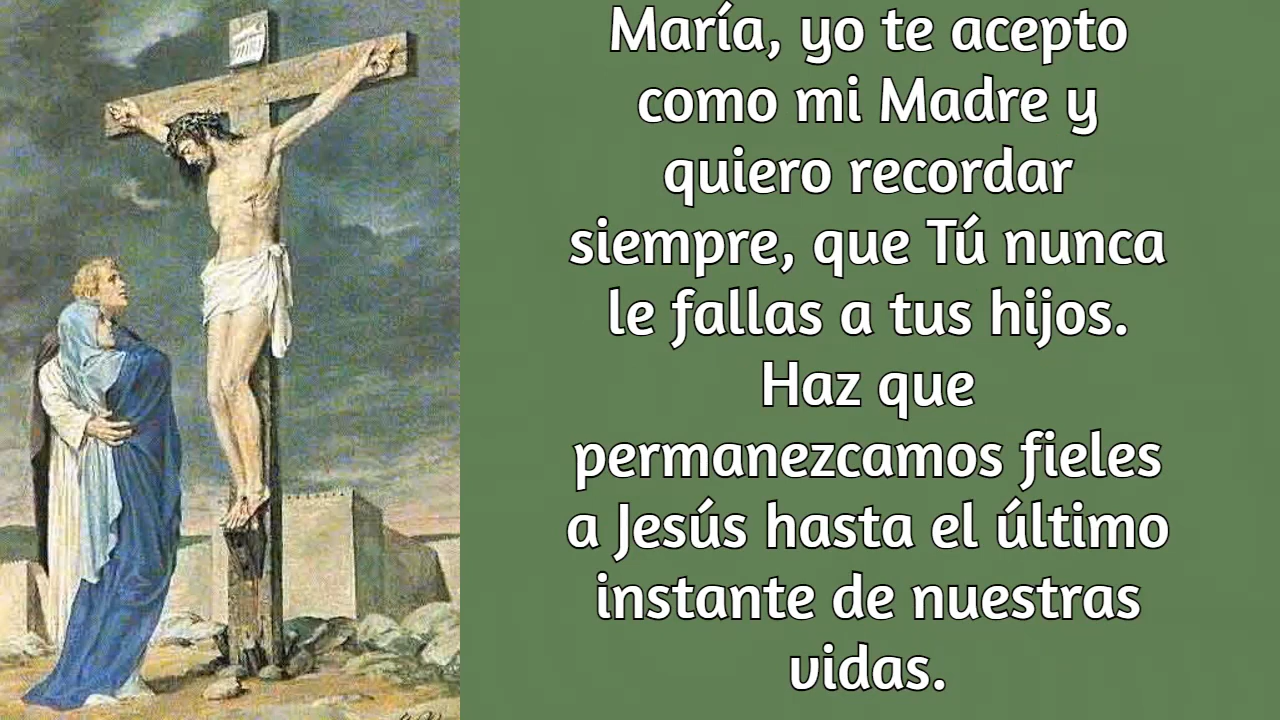 María, yo te acepto
como mi Madre y
quiero recordar
siempre, que Tú nunca
le fallas a tus hijos.
Haz que
permanezcamos fieles
a Jesús hasta el último
instante de nuestras
vidas.